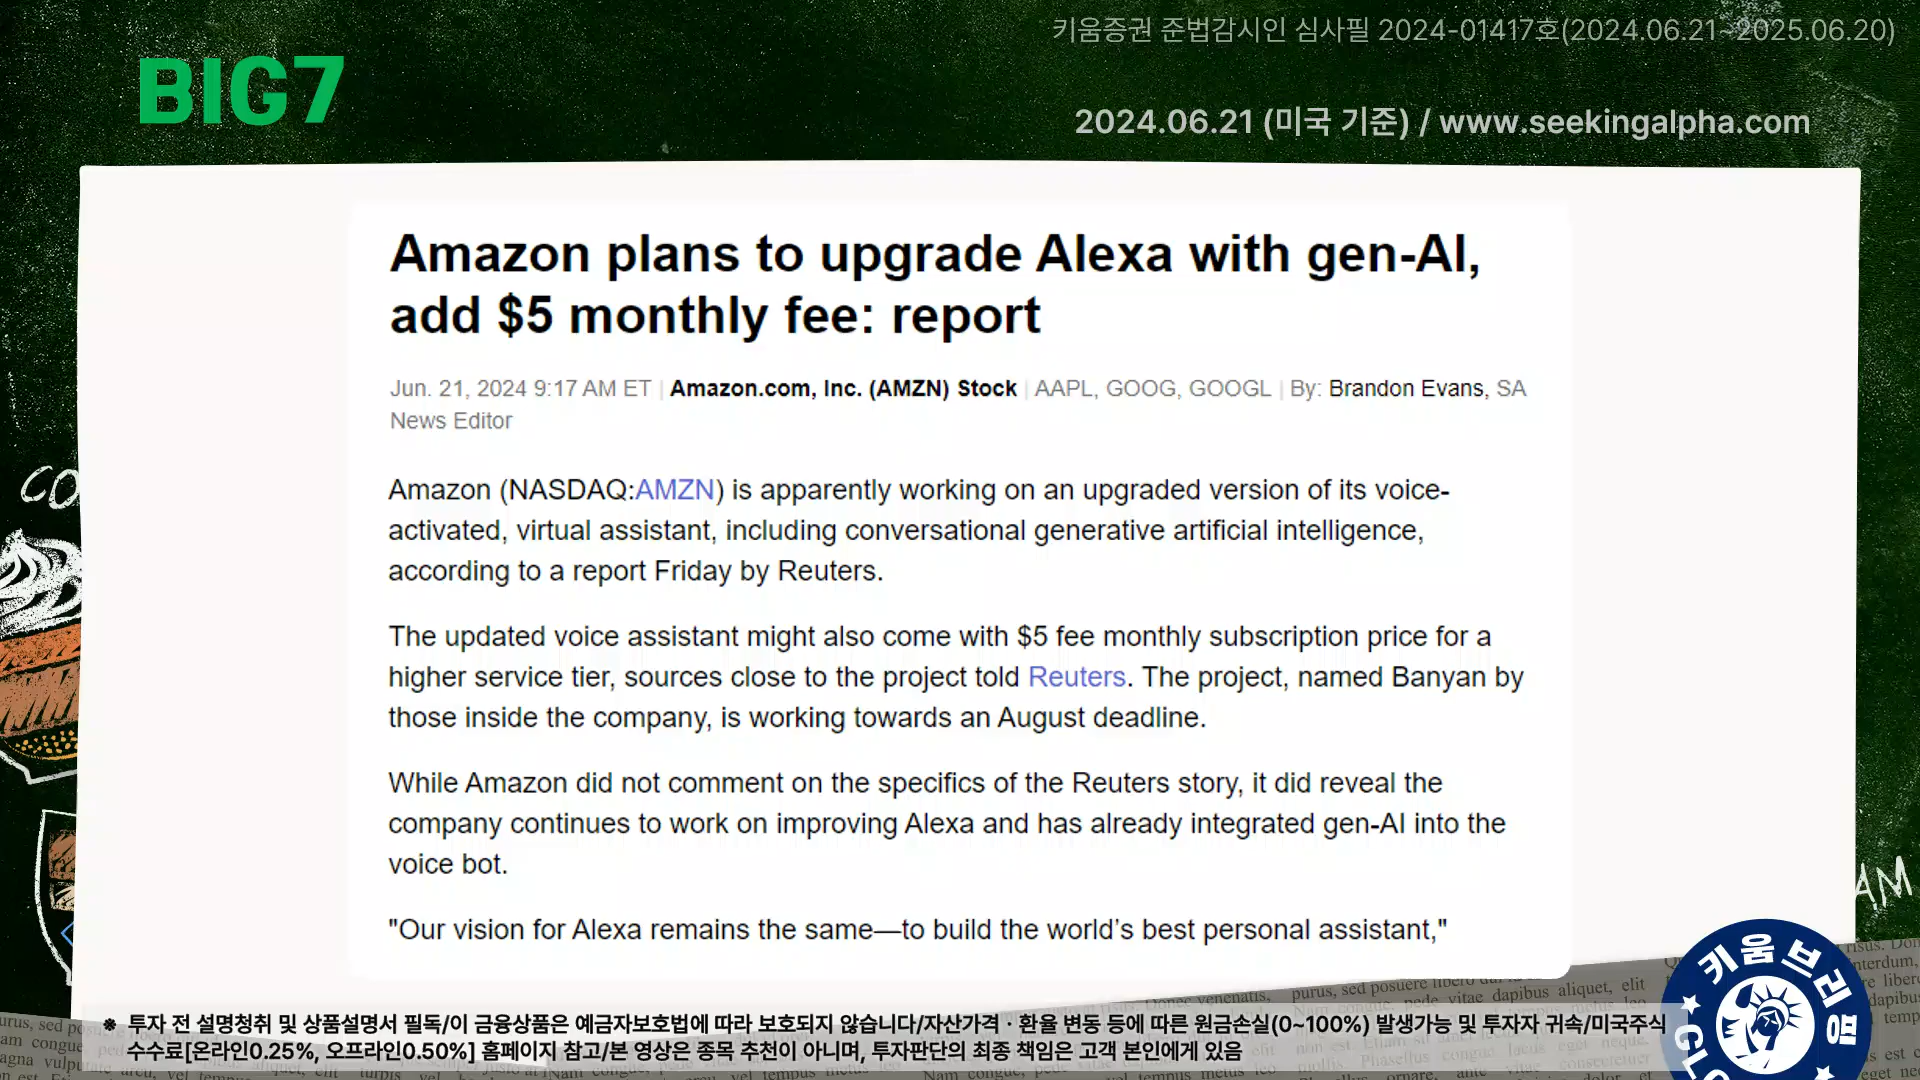 키움증권 준법감시인 심사필 2024-01417호(2024.06.21~2025.06.20)
BIG7
2024.06.21 (미국 기준) / www.seekingalpha.com
Amazon plans to upgrade Alexa with gen-AI,
add $5 monthly fee: report
Jun. 21, 2024 9:17 AM ET | Amazon.com, Inc. (AMZN) Stock | AAPL, GOOG, GOOGL | By: Brandon Evans, SA
News Editor
Amazon (NASDAQ:AMZN) is apparently working on an upgraded version of its voice-
activated, virtual assistant, including conversational generative artificial intelligence,
according to a report Friday by Reuters.
The updated voice assistant might also come with $5 fee monthly subscription price for a
higher service tier, sources close to the project told Reuters. The project, named Banyan by
those inside the company, is working towards an August deadline.
While Amazon did not comment on the specifics of the Reuters story, it did reveal the
company continues to work on improving Alexa and has already integrated gen-AI into the
voice bot.
"Our vision for Alexa remains the same—to build the world’s best personal assistant,"
키움브리핑
※ 투자 전 설명청취 및 상품설명서 필독/이 금융상품은 예금자보호법에 따라 보호되지 않습니다/자산가격 · 환율 변동 등에 따른 원금손실(0~100%) 발생가능 및 투자자 귀속/미국주식
수수료[온라인0.25%, 오프라인0.50%] 홈페이지 참고/본 영상은 종목 추천이 아니며, 투자판단의 최종 책임은 고객 본인에게 있음